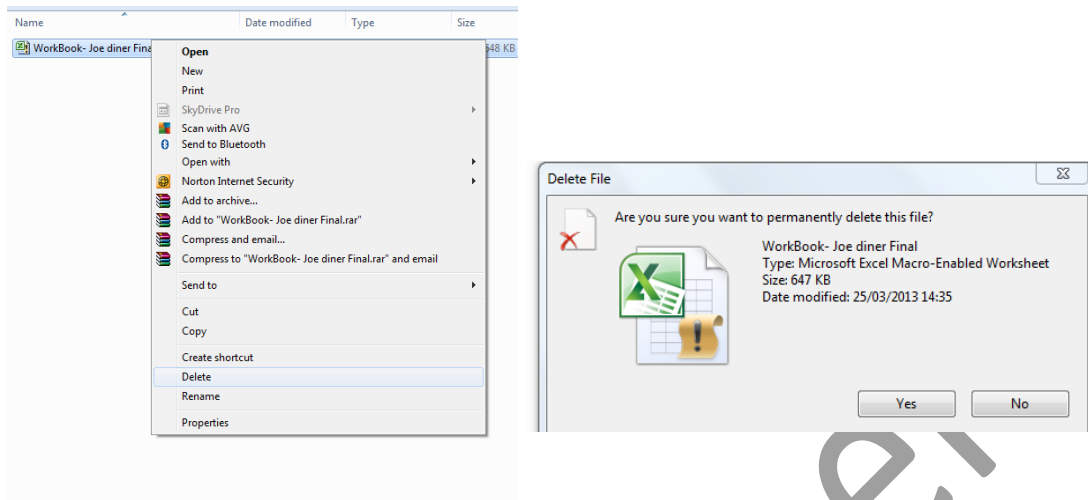 Name Date modified Type Size
WorkBook- Joe diner Fina 648 KB
Open
New
Print
SkyDrive Pro
Scan with AVG
Send to Bluetooth
Open with
Norton Internet Security
Add to archive...
Add to "WorkBook- Joe diner Final.rar"
Compress and email...
Compress to "WorkBook- Joe diner Final.rar" and email
Send to
Cut
Copy
Create shortcut
Delete
Rename
Properties
Delete File
Are you sure you want to permanently delete this file?
WorkBook- Joe diner Final
Type: Microsoft Excel Macro-Enabled Worksheet
Size: 647 KB
Date modified: 25/03/2013 14:35
Yes No